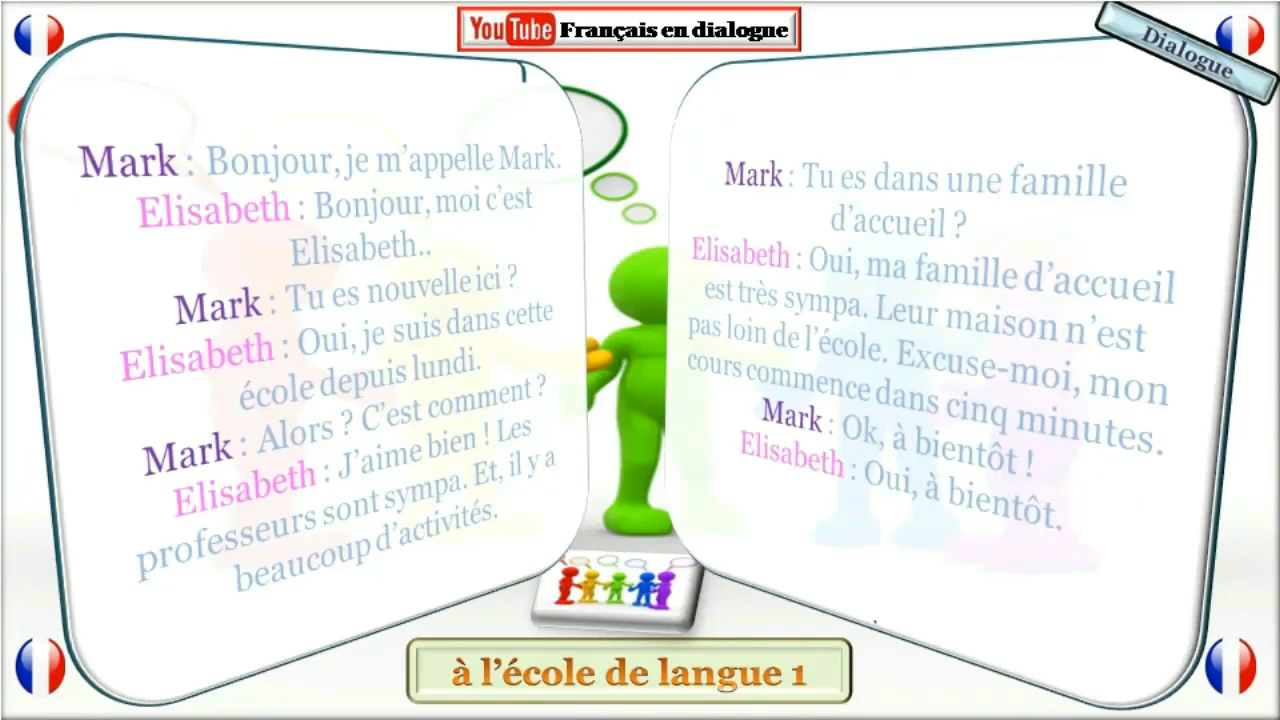 YouTube Français en dialogue
Dialogue
Mark : Bonjour, je m'appelle Mark.
Elisabeth : Bonjour, moi c'est
Elisabeth..
Mark : Tu es nouvelle ici ?
Elisabeth : Oui, je suis dans cette
école depuis lundi.
Mark : Alors ? C'est comment ?
Elisabeth : J'aime bien ! Les
professeurs sont sympa. Et, il y a
beaucoup d'activités.
Mark : Tu es dans une famille
d'accueil ?
Elisabeth : Oui, ma famille d'accueil
est très sympa. Leur maison n'est
pas loin de l'école. Excuse-moi, mon
cours commence dans cinq minutes.
Mark : Ok, à bientôt !
Elisabeth : Oui, à bientôt.
à l'école de langue 1